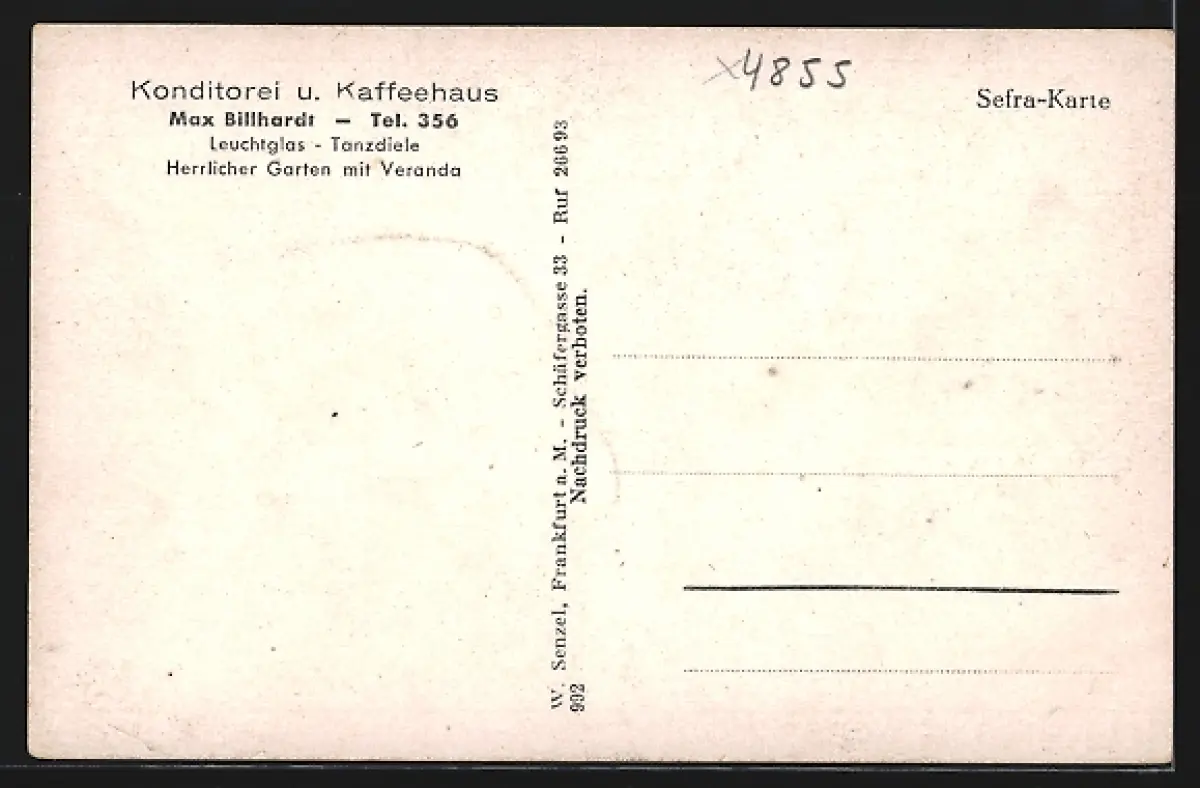 Konditorei u. Kaffeehaus
Max Billhardt — Tel. 356
Leuchtglas - Tanzdiele
Herrlicher Garten mit Veranda
x4855
Sefra-Karte
W. Senzel, Frankfurt a. M. - Schäfergasse 33 - Ruf 26693
992 Nachdruck verboten.